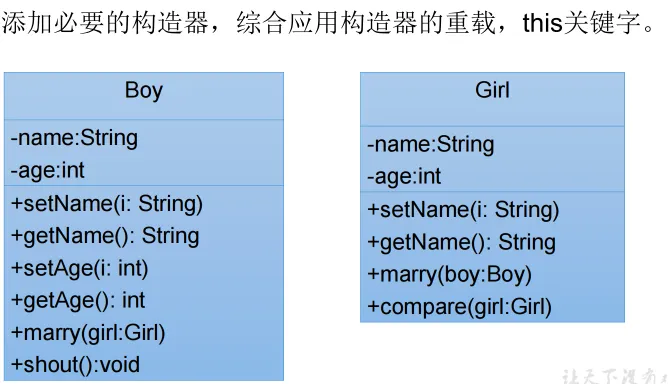 添加必要的构造器，综合应用构造器的重载，this关键字。
Boy
-name:String
-age:int
+setName(i: String)
+getName(): String
+setAge(i: int)
+getAge(): int
+marry(girl:Girl)
+shout():void
Girl
-name:String
-age:int
+setName(i: String)
+getName(): String
+marry(boy:Boy)
+compare(girl:Girl)
让天下没有